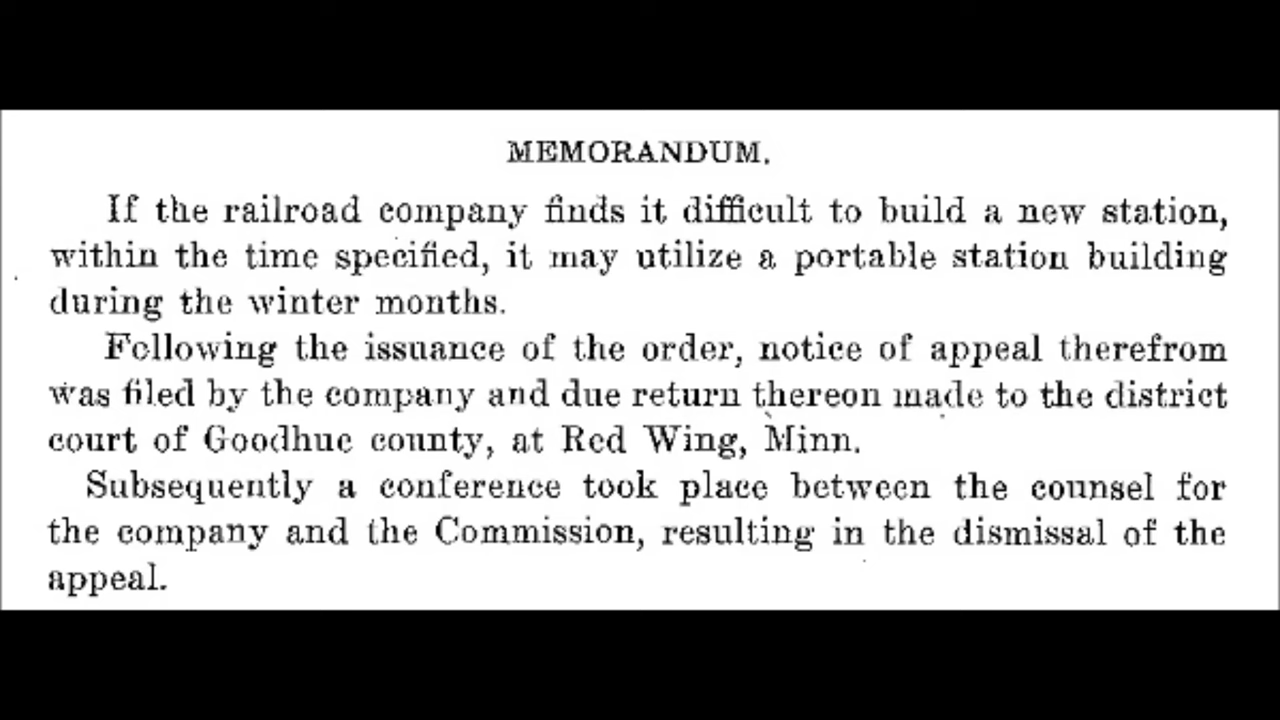 MEMORANDUM.
If the railroad company finds it difficult to build a new station,
within the time specified, it may utilize a portable station building
during the winter months.
Following the issuance of the order, notice of appeal therefrom
was filed by the company and due return thereon made to the district
court of Goodhue county, at Red Wing, Minn.
Subsequently a conference took place between the counsel for
the company and the Commission, resulting in the dismissal of the
appeal.